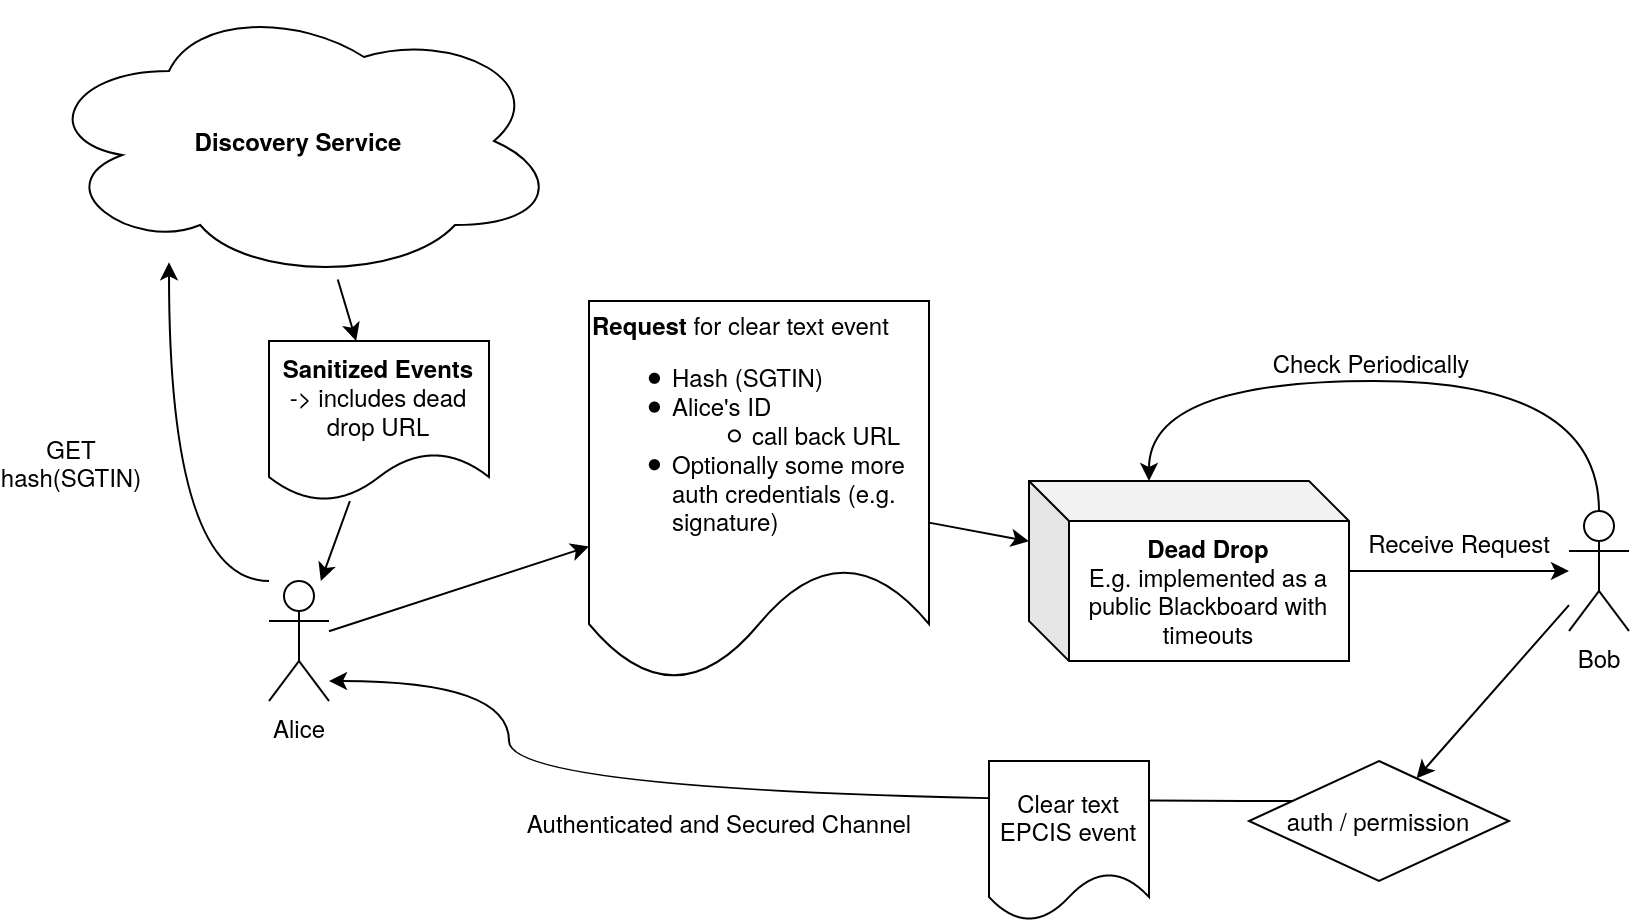 Discovery Service
Sanitized Events
-> includes dead
drop URL
GET
hash(SGTIN)
Request for clear text event
Hash (SGTIN)
Alice's ID
call back URL
Optionally some more
auth credentials (e.g.
signature)
Check Periodically
Dead Drop
E.g. implemented as a
public Blackboard with
timeouts
Receive Request
Bob
Alice
Authenticated and Secured Channel
Clear text
EPCIS event
auth / permission